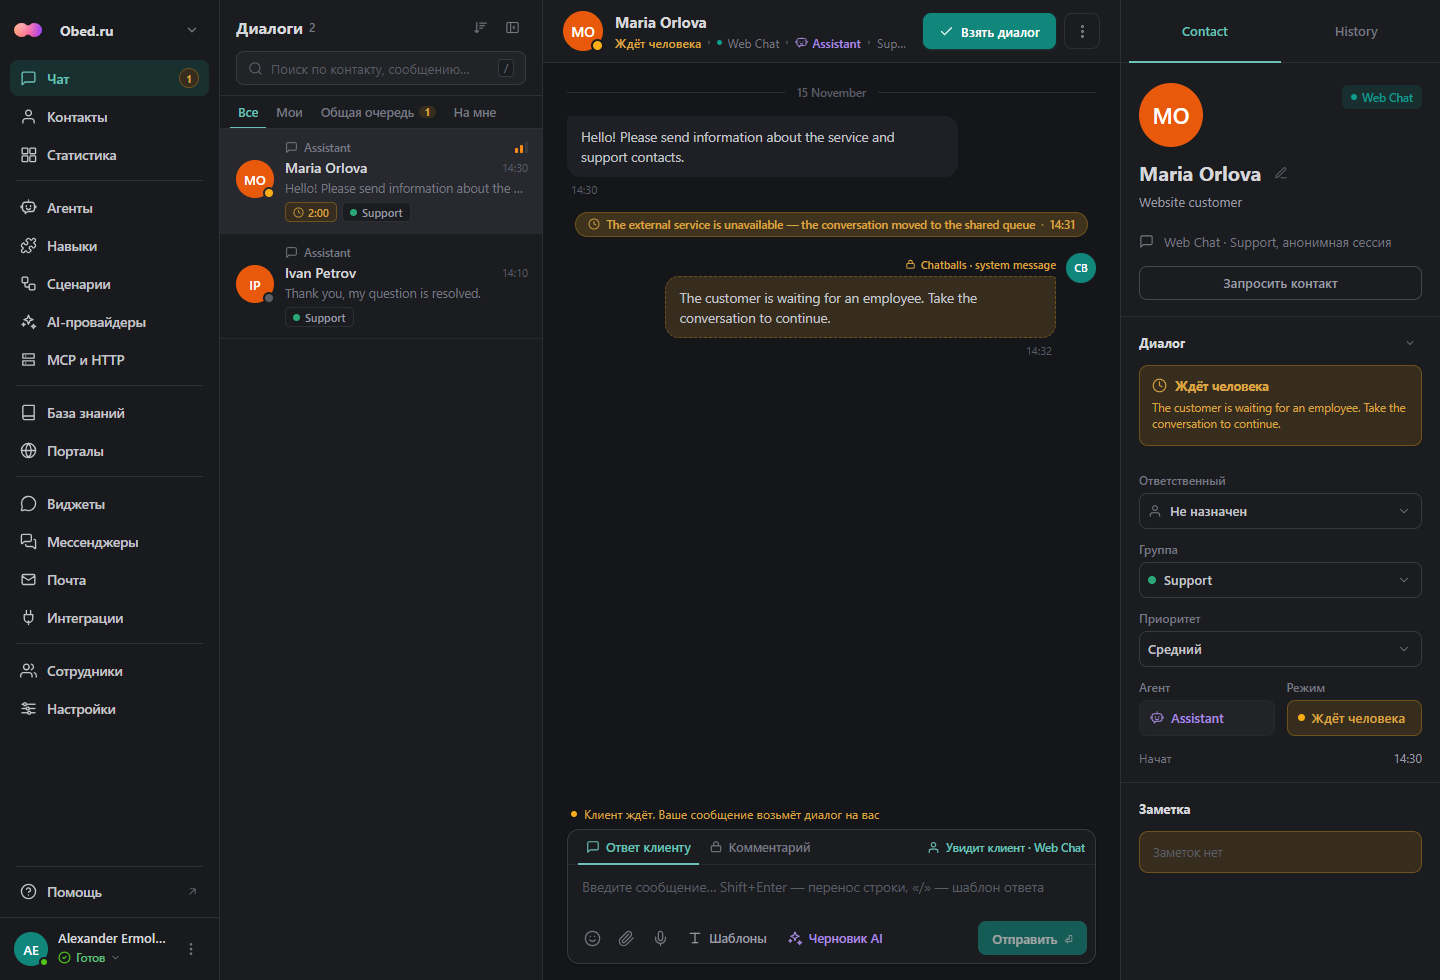 Obed.ru
Чат
1
Контакты
Статистика
Агенты
Навыки
Сценарии
AI-провайдеры
MCP и HTTP
База знаний
Порталы
Виджеты
Мессенджеры
Почта
Интеграции
Сотрудники
Настройки
Помощь
AE
Alexander Ermol...
Готов
Диалоги 2
Поиск по контакту, сообщению... /
Все Мои Общая очередь 1 На мне
Assistant
MO
Maria Orlova 14:30
Hello! Please send information about the ...
2:00 Support
Assistant
IP
Ivan Petrov 14:10
Thank you, my question is resolved.
Support
MO
Maria Orlova
Ждёт человека · Web Chat · Assistant · Sup...
Взять диалог
15 November
Hello! Please send information about the service and
support contacts.
14:30
The external service is unavailable — the conversation moved to the shared queue · 14:31
Chatballs · system message
СВ
The customer is waiting for an employee. Take the
conversation to continue.
14:32
Клиент ждёт. Ваше сообщение возьмёт диалог на вас
Ответ клиенту Комментарий Увидит клиент · Web Chat
Введите сообщение... Shift+Enter — перенос строки, «/» — шаблон ответа
Шаблоны Черновик AI Отправить
Contact History
MO
Web Chat
Maria Orlova
Website customer
Web Chat · Support, анонимная сессия
Запросить контакт
Диалог
Ждёт человека
The customer is waiting for an employee. Take the
conversation to continue.
Ответственный
Не назначен
Группа
Support
Приоритет
Средний
Агент Режим
Assistant Ждёт человека
Начат 14:30
Заметка
Заметок нет